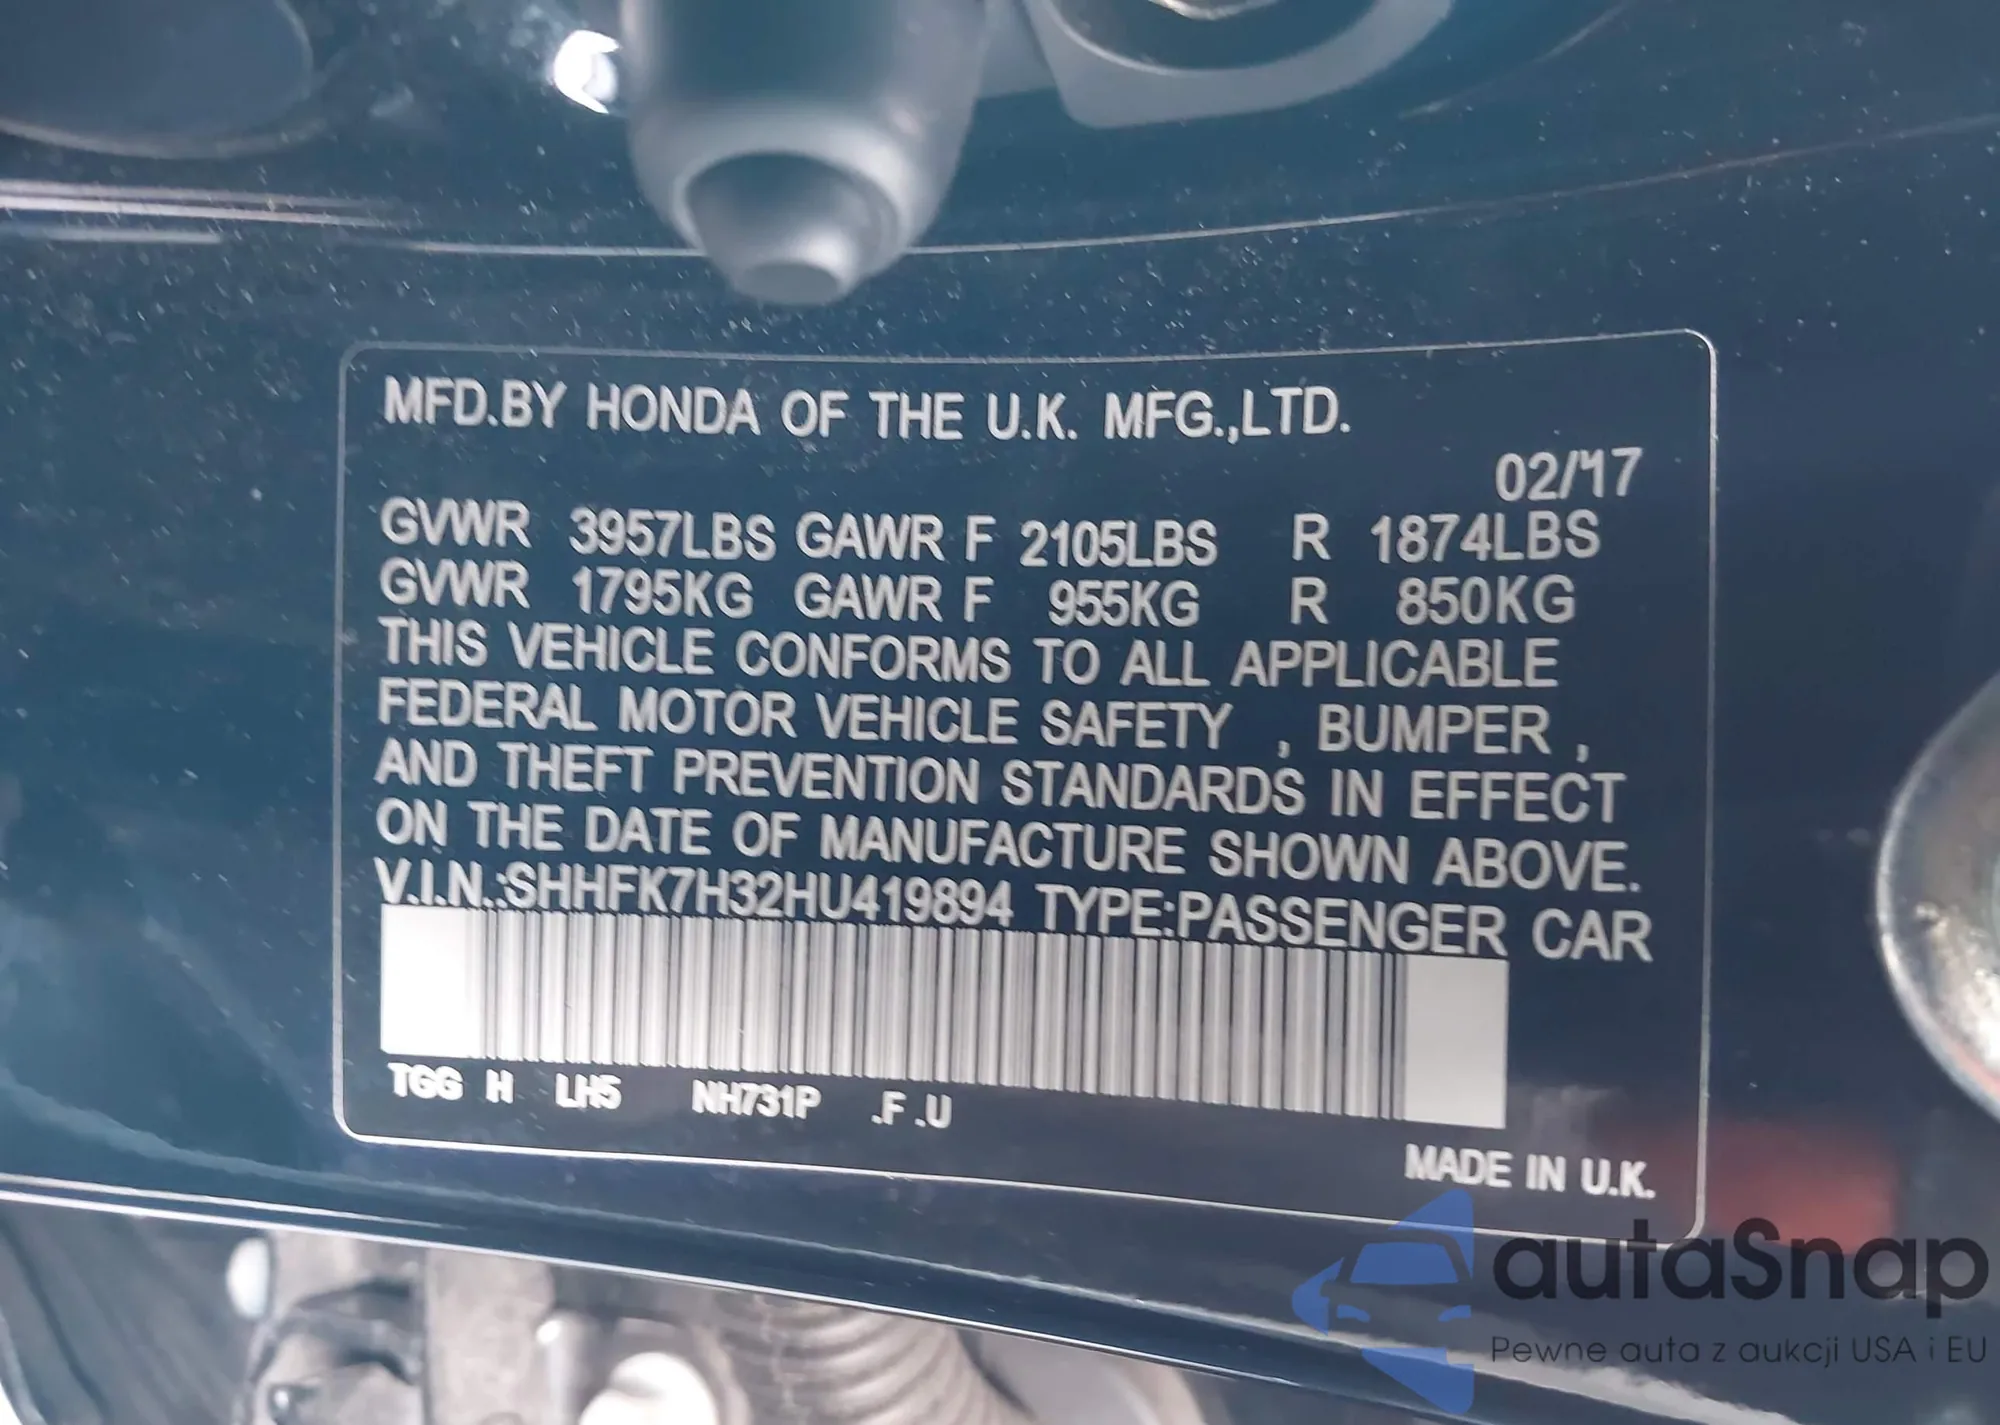 MFD.BY HONDA OF THE U.K. MFG.,LTD.
02/17
GVWR 3957LBS GAWR F 2105LBS R 1874LBS
GVWR 1795KG GAWR F 955KG R 850KG
THIS VEHICLE CONFORMS TO ALL APPLICABLE
FEDERAL MOTOR VEHICLE SAFETY , BUMPER ,
AND THEFT PREVENTION STANDARDS IN EFFECT
ON THE DATE OF MANUFACTURE SHOWN ABOVE.
V.I.N.:SHHFK7H32HU419894 TYPE:PASSENGER CAR
TGG H LH5 NH731P .F .U
MADE IN U.K.
autaSnap
Pewne auta z aukcji USA i EU